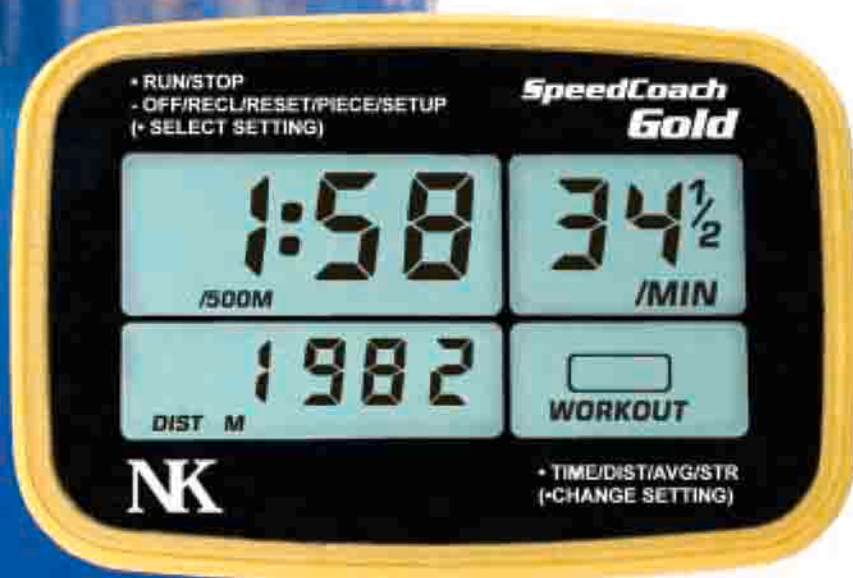 • RUN/STOP
- OFF/RECL/RESET/PIECE/SETUP
(• SELECT SETTING)
SpeedCoach
Gold
1:58
/500M
34½
/MIN
1982
DIST M
WORKOUT
NK
• TIME/DIST/AVG/STR
(•CHANGE SETTING)